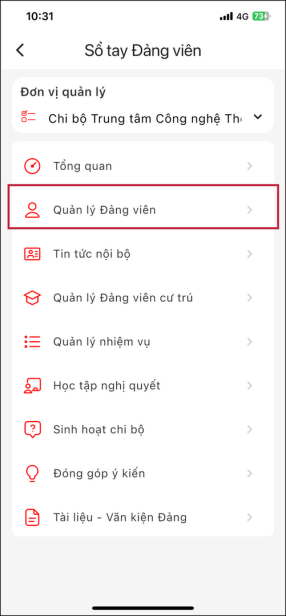 10:31
4G 73
Sổ tay Đảng viên
Đơn vị quản lý
Chi bộ Trung tâm Công nghệ
Tổng quan
Quản lý Đảng viên
Tin tức nội bộ
Quản lý Đảng viên cư trú
Quản lý nhiệm vụ
Học tập nghị quyết
Sinh hoạt chi bộ
Đóng góp ý kiến
Tài liệu - Văn kiện Đảng